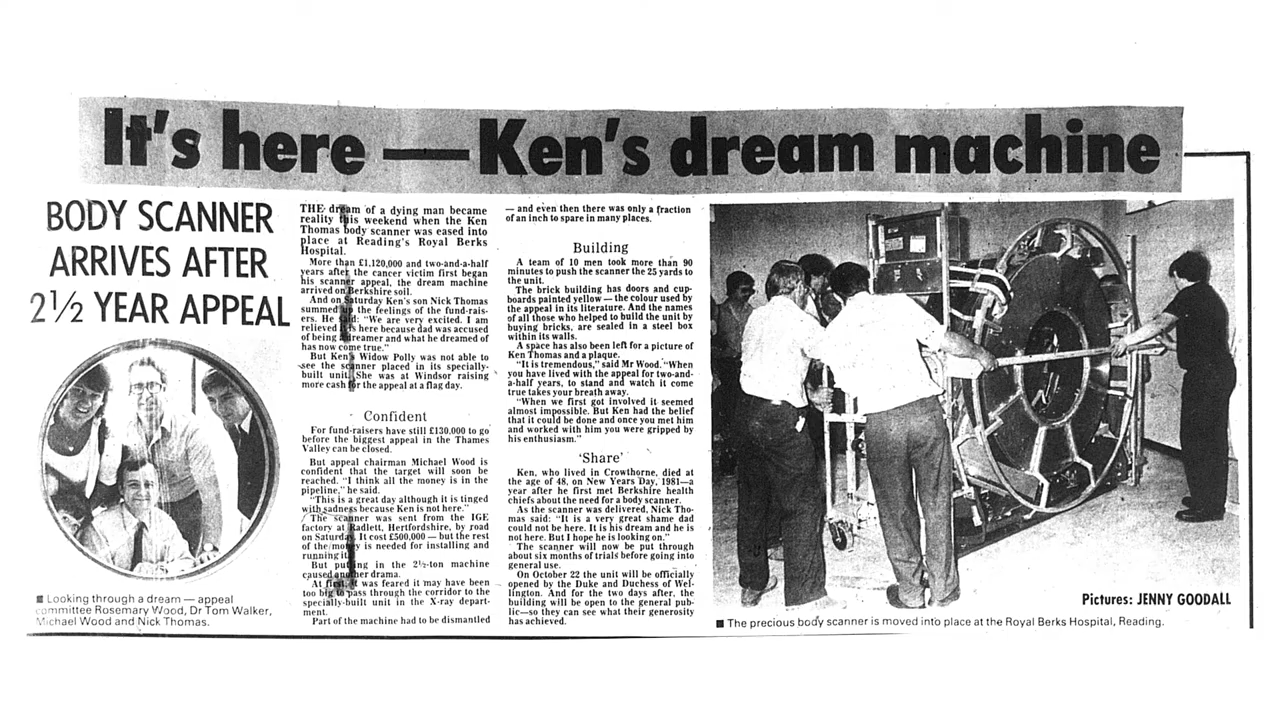 It's here — Ken's dream machine
BODY SCANNER
ARRIVES AFTER
2½ YEAR APPEAL
■ Looking through a dream — appeal
committee Rosemary Wood, Dr Tom Walker,
Michael Wood and Nick Thomas.
THE dream of a dying man became
reality this weekend when the Ken
Thomas body scanner was eased into
place at Reading's Royal Berks
Hospital.
More than £1,120,000 and two-and-a-half
years after the cancer victim first began
his scanner appeal, the dream machine
arrived on Berkshire soil.
And on Saturday Ken's son Nick Thomas
summed up the feelings of the fund-rais-
ers. He said: "We are very excited. I am
relieved it is here because dad was accused
of being a dreamer and what he dreamed of
has now come true."
But Ken's Widow Polly was not able to
see the scanner placed in its specially-
built unit. She was at Windsor raising
more cash for the appeal at a flag day.
Confident
For fund-raisers have still £130,000 to go
before the biggest appeal in the Thames
Valley can be closed.
But appeal chairman Michael Wood is
confident that the target will soon be
reached. "I think all the money is in the
pipeline," he said.
"This is a great day although it is tinged
with sadness because Ken is not here."
The scanner was sent from the IGE
factory at Radlett, Hertfordshire, by road
on Saturday. It cost £500,000 — but the rest
of the money is needed for installing and
running it.
But putting in the 2½-ton machine
caused another drama.
At first, it was feared it may have been
too big to pass through the corridor to the
specially-built unit in the X-ray depart-
ment.
Part of the machine had to be dismantled
— and even then there was only a fraction
of an inch to spare in many places.
Building
A team of 10 men took more than 90
minutes to push the scanner the 25 yards to
the unit.
The brick building has doors and cup-
boards painted yellow — the colour used by
the appeal in its literature. And the names
of all those who helped to build the unit by
buying bricks, are sealed in a steel box
within its walls.
A space has also been left for a picture of
Ken Thomas and a plaque.
"It is tremendous," said Mr Wood. "When
you have lived with the appeal for two-and-
a-half years, to stand and watch it come
true takes your breath away.
"When we first got involved it seemed
almost impossible. But Ken had the belief
that it could be done and once you met him
and worked with him you were gripped by
his enthusiasm."
'Share'
Ken, who lived in Crowthorne, died at
the age of 48, on New Years Day, 1981—a
year after he first met Berkshire health
chiefs about the need for a body scanner.
As the scanner was delivered, Nick Tho-
mas said: "It is a very great shame dad
could not be here. It is his dream and he is
not here. But I hope he is looking on."
The scanner will now be put through
about six months of trials before going into
general use.
On October 22 the unit will be officially
opened by the Duke and Duchess of Wel-
lington. And for the two days after, the
building will be open to the general pub-
lic—so they can see what their generosity
has achieved.
Pictures: JENNY GOODALL
■ The precious body scanner is moved into place at the Royal Berks Hospital, Reading.